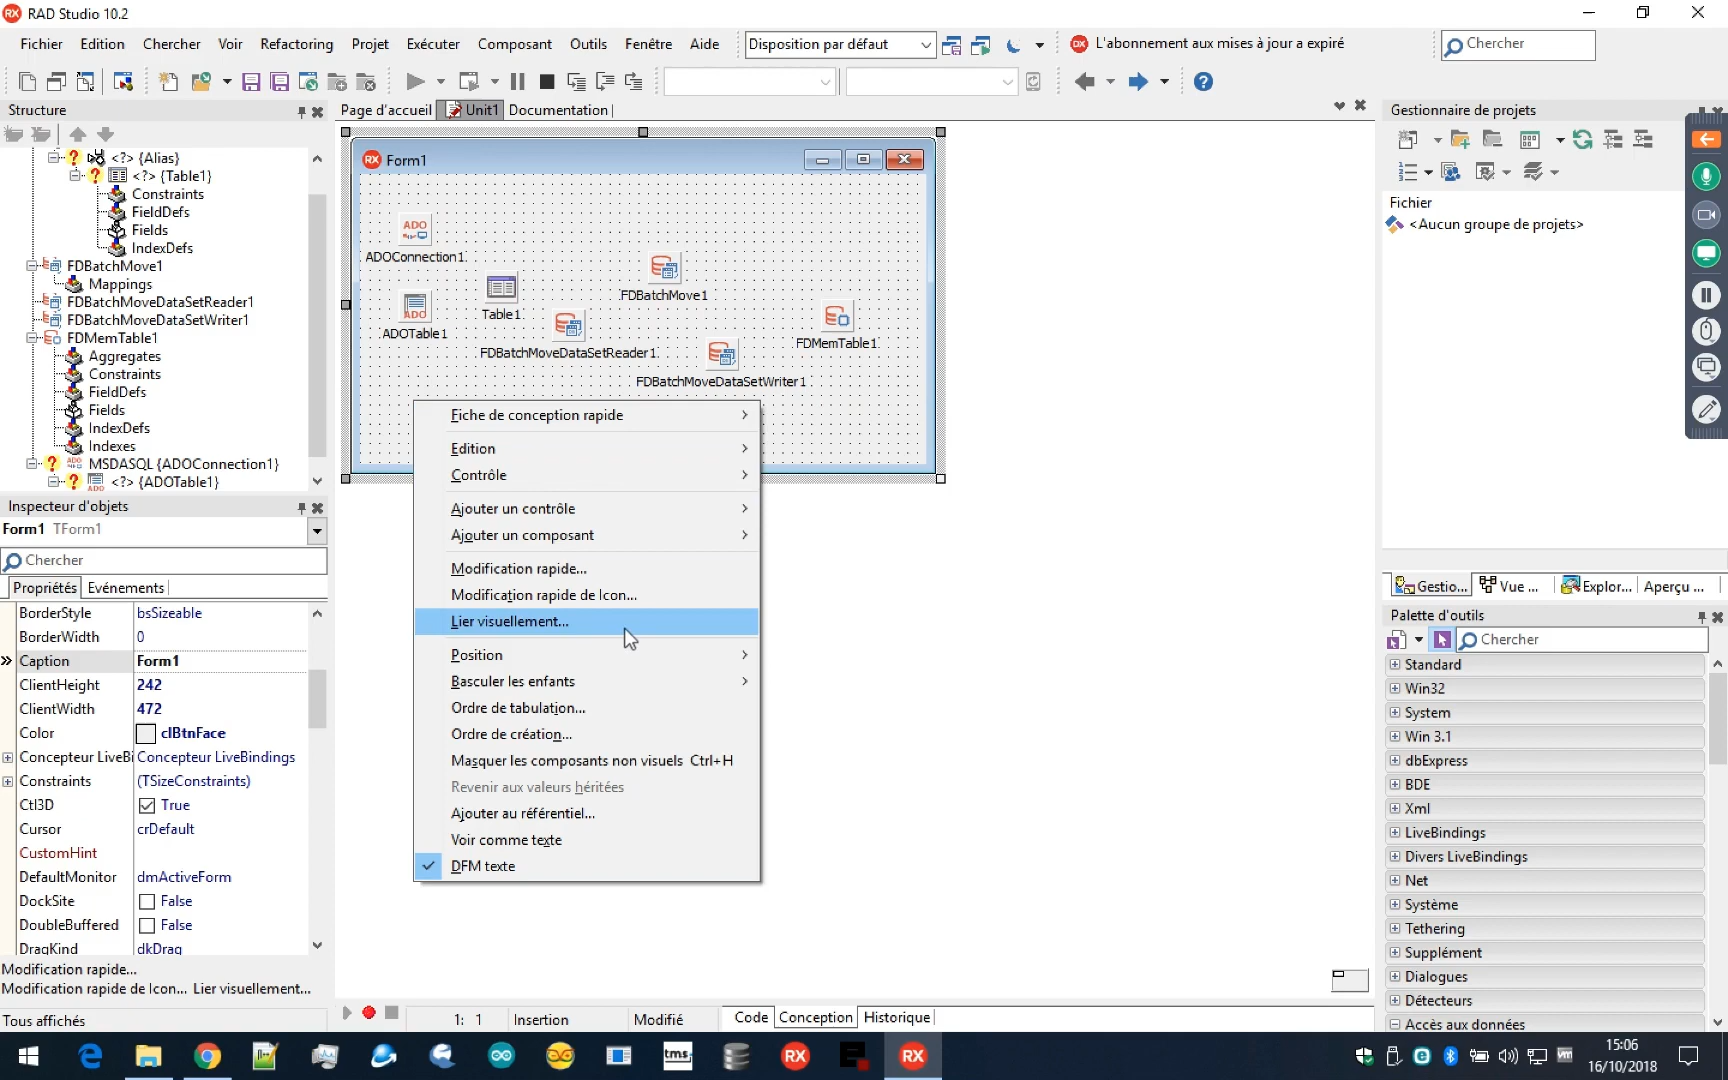 RAD Studio 10.2
Fichier Edition Chercher Voir Refactoring Projet Exécuter Composant Outils Fenêtre Aide
Disposition par défaut
L'abonnement aux mises à jour a expiré
Chercher
Structure
<?> {Alias}
<?> {Table1}
Constraints
FieldDefs
Fields
IndexDefs
FDBatchMove1
Mappings
FDBatchMoveDataSetReader1
FDBatchMoveDataSetWriter1
FDMemTable1
Aggregates
Constraints
FieldDefs
Fields
IndexDefs
Indexes
MSDASQL {ADOConnection1}
<?> {ADOTable1}
Inspecteur d'objets
Form1 TForm1
Chercher
Propriétés Evénements
BorderStyle bsSizeable
BorderWidth 0
Caption Form1
ClientHeight 242
ClientWidth 472
Color clBtnFace
Concepteur LiveBi Concepteur LiveBindings
Constraints (TSizeConstraints)
Ctl3D True
Cursor crDefault
CustomHint
DefaultMonitor dmActiveForm
DockSite False
DoubleBuffered False
DragKind dkDrag
Modification rapide...
Modification rapide de Icon... Lier visuellement...
Tous affichés
Page d'accueil Unit1 Documentation
Form1
ADO
ADOConnection1
ADO
ADOTable1
Table1
FDBatchMoveDataSetReader1
FDBatchMove1
FDBatchMoveDataSetWriter1
FDMemTable1
Fiche de conception rapide
Edition
Contrôle
Ajouter un contrôle
Ajouter un composant
Modification rapide...
Modification rapide de Icon...
Lier visuellement...
Position
Basculer les enfants
Ordre de tabulation...
Ordre de création...
Masquer les composants non visuels Ctrl+H
Revenir aux valeurs héritées
Ajouter au référentiel...
Voir comme texte
DFM texte
1: 1 Insertion Modifié Code Conception Historique
Gestionnaire de projets
Fichier
<Aucun groupe de projets>
Gestio... Vue ... Explor... Aperçu ...
Palette d'outils
Chercher
Standard
Win32
System
Win 3.1
dbExpress
BDE
Xml
LiveBindings
Divers LiveBindings
Net
Système
Tethering
Supplément
Dialogues
Détecteurs
Accès aux données
tms
RX
RX
15:06
16/10/2018